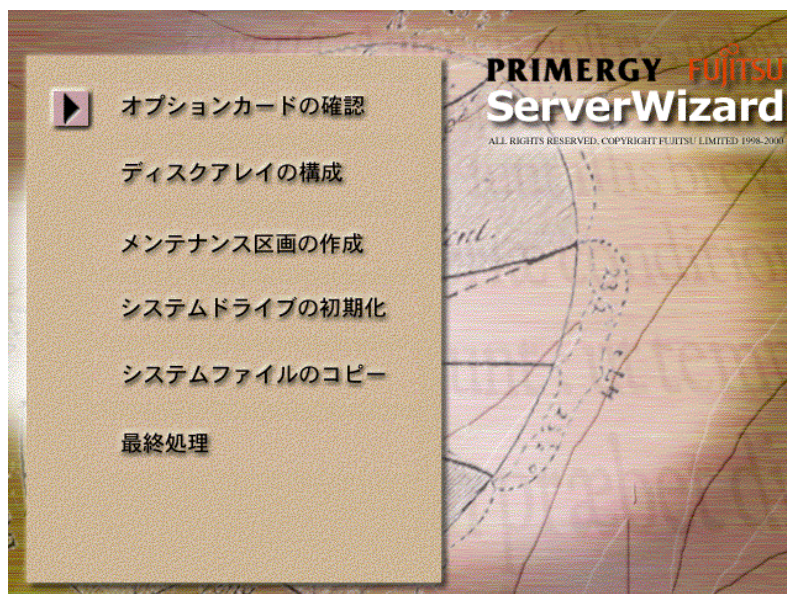 オプションカードの確認
ディスクアレイの構成
メンテナンス区画の作成
システムドライブの初期化
システムファイルのコピー
最終処理
PRIMERGY FUJITSU
ServerWizard
ALL RIGHTS RESERVED, COPYRIGHT FUJITSU LIMITED 1998-2000